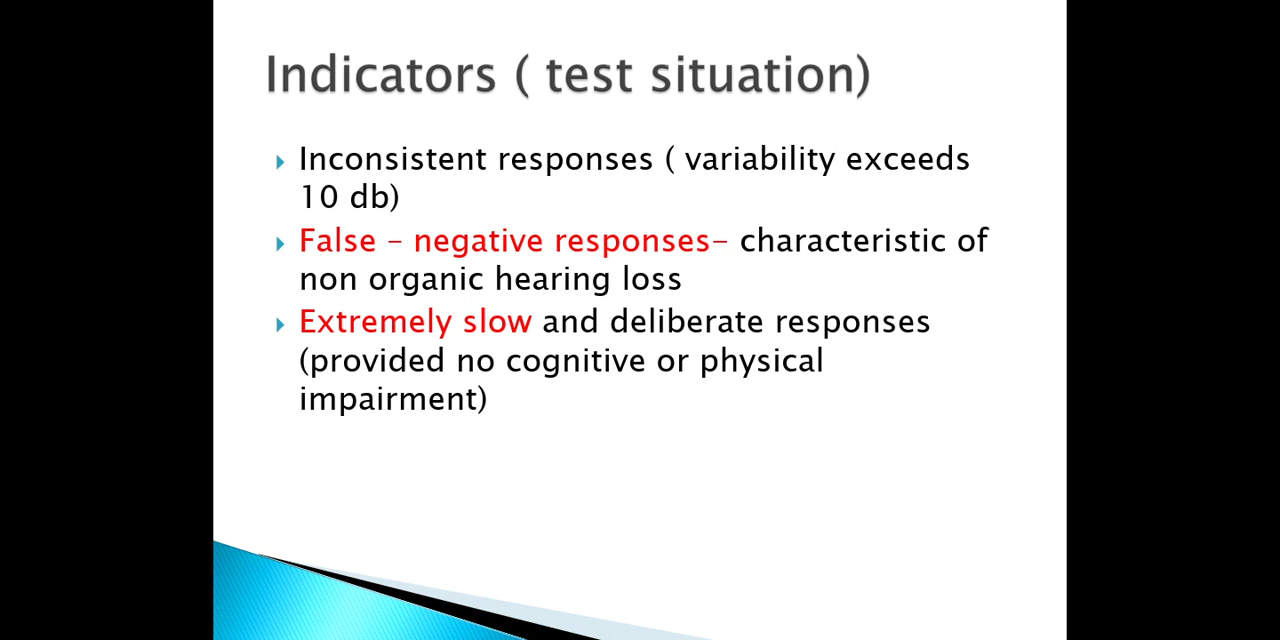 Indicators ( test situation)
Inconsistent responses ( variability exceeds
10 db)
False - negative responses- characteristic of
non organic hearing loss
Extremely slow and deliberate responses
(provided no cognitive or physical
impairment)